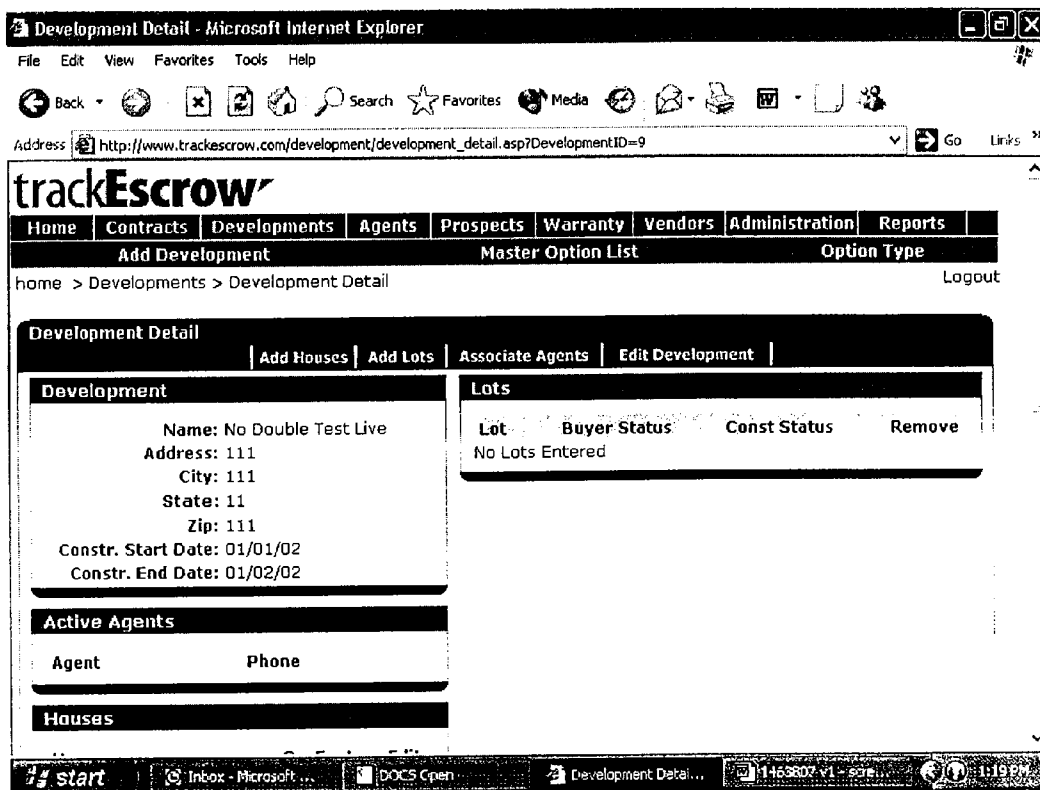 Development Detail - Microsoft Internet Explorer
File Edit View Favorites Tools Help
Back Search Favorites Media
Address http://www.trackescrow.com/development/development_detail.asp?DevelopmentID=9 Go Links »
trackEscrow
Home Contracts Developments Agents Prospects Warranty Vendors Administration Reports
Add Development Master Option List Option Type
home > Developments > Development Detail Logout
Development Detail
Add Houses | Add Lots | Associate Agents | Edit Development |
Development
Name: No Double Test Live
Address: 111
City: 111
State: 11
Zip: 111
Constr. Start Date: 01/01/02
Constr. End Date: 01/02/02
Lots
Lot Buyer Status Const Status Remove
No Lots Entered
Active Agents
Agent Phone
Houses
start Inbox - Microsoft ... DOCS Open Development Detai... 1:19 PM